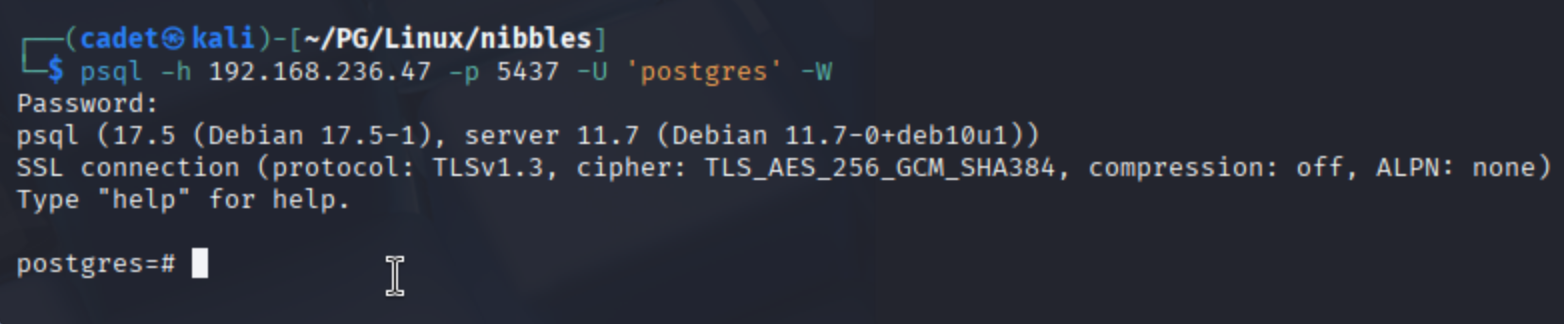 ┌──(cadet㉿kali)-[~/PG/Linux/nibbles]
└─$ psql -h 192.168.236.47 -p 5437 -U 'postgres' -W
Password:
psql (17.5 (Debian 17.5-1), server 11.7 (Debian 11.7-0+deb10u1))
SSL connection (protocol: TLSv1.3, cipher: TLS_AES_256_GCM_SHA384, compression: off, ALPN: none)
Type "help" for help.
postgres=#